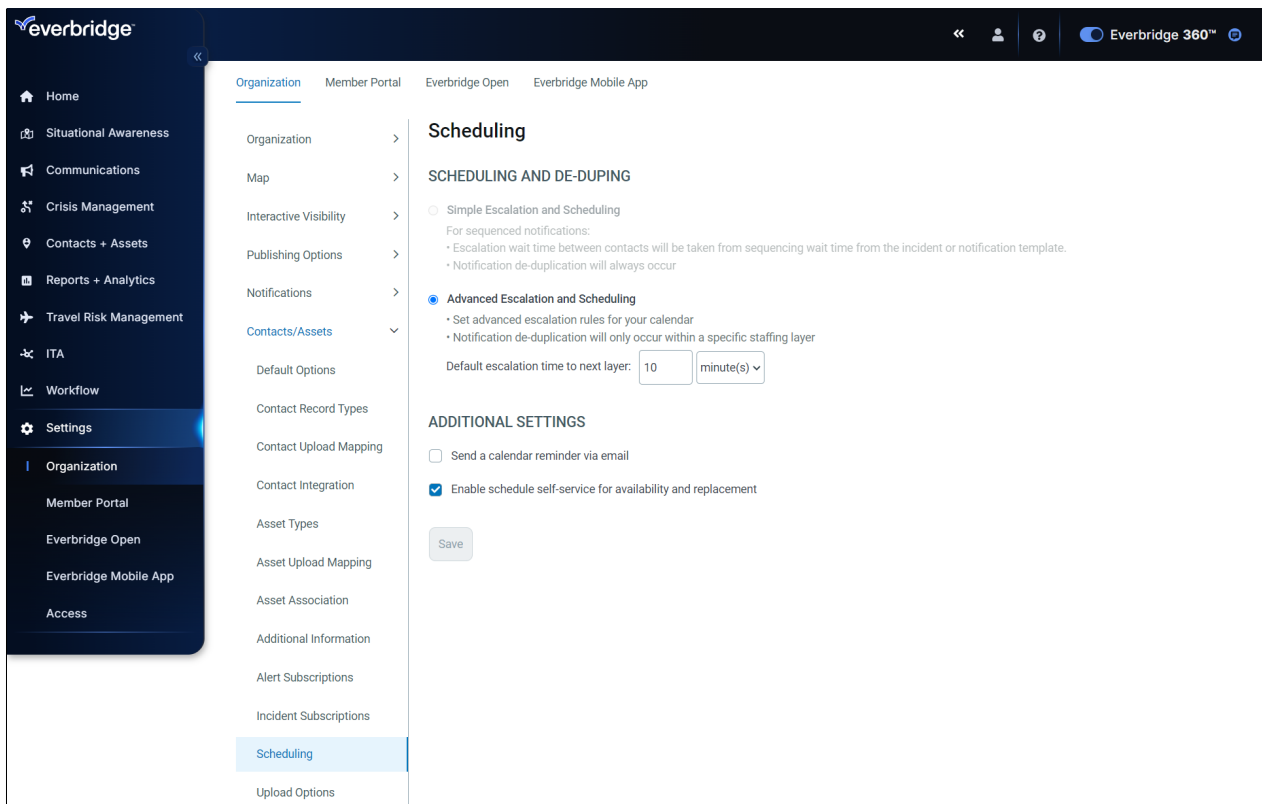 everbridge™
«
«
Everbridge 360™
Home
Situational Awareness
Communications
Crisis Management
Contacts + Assets
Reports + Analytics
Travel Risk Management
ITA
Workflow
Settings
Organization
Member Portal
Everbridge Open
Everbridge Mobile App
Access
Organization Member Portal Everbridge Open Everbridge Mobile App
Organization
Map
Interactive Visibility
Publishing Options
Notifications
Contacts/Assets
Default Options
Contact Record Types
Contact Upload Mapping
Contact Integration
Asset Types
Asset Upload Mapping
Asset Association
Additional Information
Alert Subscriptions
Incident Subscriptions
Scheduling
Upload Options
Scheduling
SCHEDULING AND DE-DUPING
Simple Escalation and Scheduling
For sequenced notifications:
• Escalation wait time between contacts will be taken from sequencing wait time from the incident or notification template.
• Notification de-duplication will always occur
Advanced Escalation and Scheduling
• Set advanced escalation rules for your calendar
• Notification de-duplication will only occur within a specific staffing layer
Default escalation time to next layer: 10 minute(s)
ADDITIONAL SETTINGS
Send a calendar reminder via email
Enable schedule self-service for availability and replacement
Save